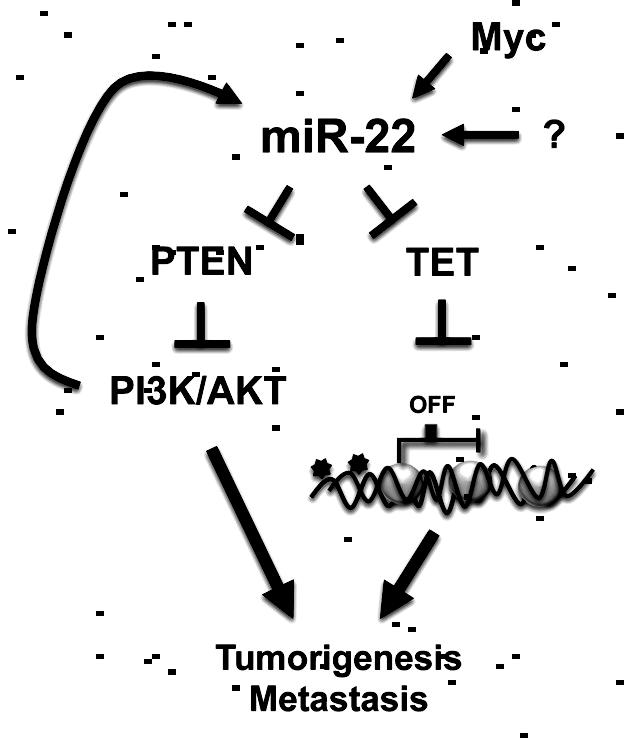 Myc
miR-22
?
PTEN
TET
PI3K/AKT
OFF
Tumorigenesis
Metastasis